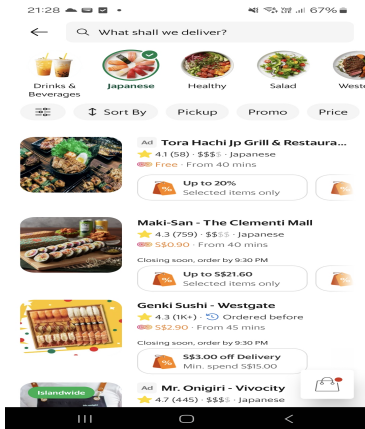 21:28
67%
What shall we deliver?
Drinks & Beverages
Japanese
Healthy
Salad
Weste
Sort By
Pickup
Promo
Price
Ad Tora Hachi Jp Grill & Restaura...
4.1 (58) · $$$$ · Japanese
Free · From 40 mins
Up to 20%
Selected items only
Maki-San - The Clementi Mall
4.3 (759) · $$$$ · Japanese
S$0.90 · From 40 mins
Closing soon, order by 9:30 PM
Up to S$21.60
Selected items only
Genki Sushi - Westgate
4.3 (1K+) · Ordered before
S$2.90 · From 45 mins
Closing soon, order by 9:30 PM
S$3.00 off Delivery
Min. spend S$15.00
Islandwide
Ad Mr. Onigiri - Vivocity
4.7 (445) · $$$$ · Japanese